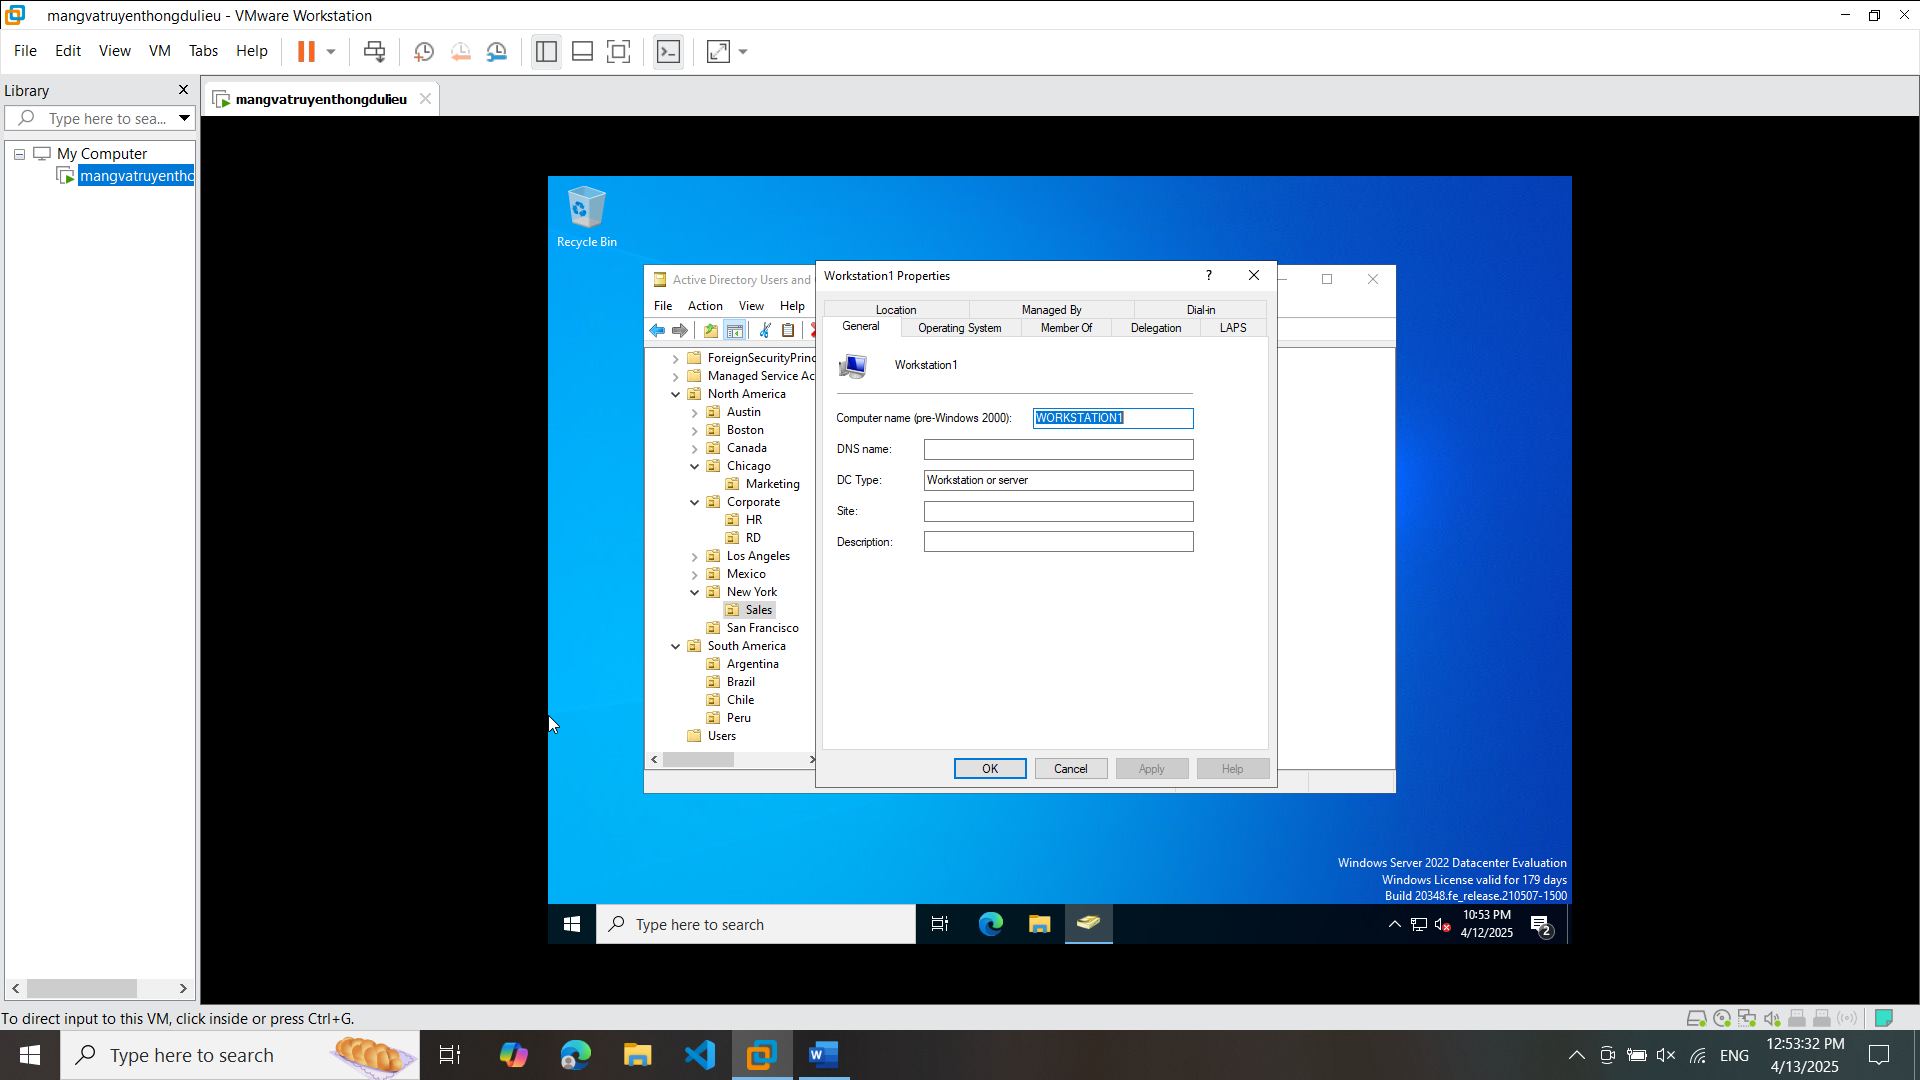 mangvatruyenthongdulieu - VMware Workstation
File Edit View VM Tabs Help
Library
mangvatruyenthongdulieu
Type here to sea...
My Computer
mangvatruyentho
Recycle Bin
Active Directory Users and
File Action View Help
ForeignSecurityPrinc
Managed Service Ac
North America
Austin
Boston
Canada
Chicago
Marketing
Corporate
HR
RD
Los Angeles
Mexico
New York
Sales
San Francisco
South America
Argentina
Brazil
Chile
Peru
Users
Workstation1 Properties
?
Location Managed By Dial-in
General Operating System Member Of Delegation LAPS
Workstation1
Computer name (pre-Windows 2000): WORKSTATION1
DNS name:
DC Type: Workstation or server
Site:
Description:
OK Cancel Apply Help
Windows Server 2022 Datacenter Evaluation
Windows License valid for 179 days
Build 20348.fe_release.210507-1500
Type here to search
10:53 PM
4/12/2025
2
To direct input to this VM, click inside or press Ctrl+G.
Type here to search
ENG
12:53:32 PM
4/13/2025